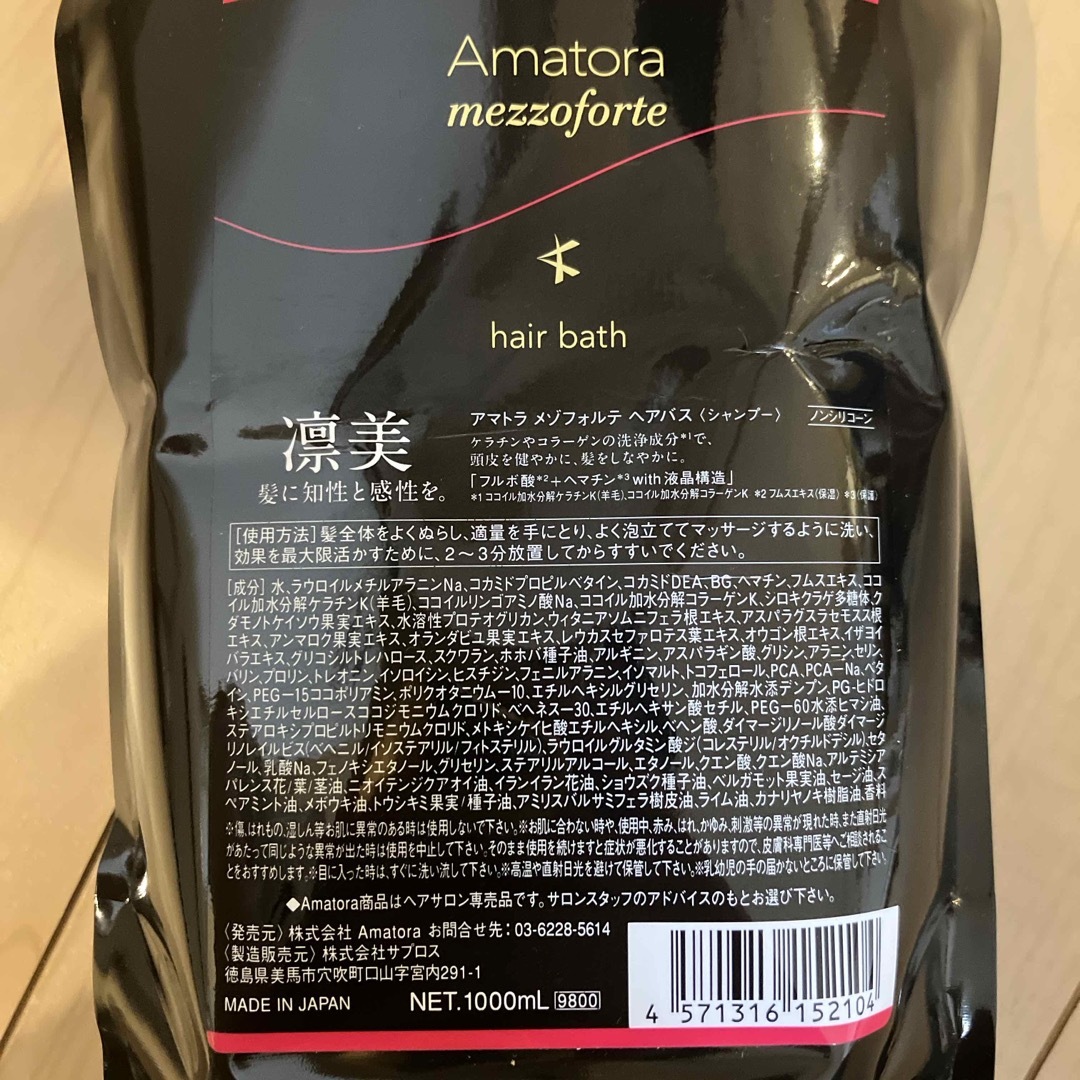 Amatora
mezzoforte
hair bath
凛美
髪に知性と感性を。
アマトラ メゾフォルテ ヘアバス〈シャンプー〉 ノンシリコーン
ケラチンやコラーゲンの洗浄成分*1で、
頭皮を健やかに、髪をしなやかに。
「フルボ酸*2+ヘマチン*3with液晶構造」
*1 ココイル加水分解ケラチンK(羊毛)、ココイル加水分解コラーゲンK *2 フムスエキス(保湿) *3(保護)
[使用方法]髪全体をよくぬらし、適量を手にとり、よく泡立ててマッサージするように洗い、
効果を最大限活かすために、2〜3分放置してからすすいでください。
[成分] 水、ラウロイルメチルアラニンNa、コカミドプロピルベタイン、コカミドDEA、BG、ヘマチン、フムスエキス、ココ
イル加水分解ケラチンK(羊毛)、ココイルリンゴアミノ酸Na、ココイル加水分解コラーゲンK、シロキクラゲ多糖体、ク
ダモノトケイソウ果実エキス、水溶性プロテオグリカン、ウィタニアソムニフェラ根エキス、アスパラグスラセモスス根
エキス、アンマロク果実エキス、オランダビユ果実エキス、レウカスセファロテス葉エキス、オウゴン根エキス、イザヨイ
バラエキス、グリコシルトレハロース、スクワラン、ホホバ種子油、アルギニン、アスパラギン酸、グリシン、アラニン、セリン、
バリン、プロリン、トレオニン、イソロイシン、ヒスチジン、フェニルアラニン、イソマルト、トコフェロール、PCA、PCA-Na、ベタ
イン、PEG-15ココポリアミン、ポリクオタニウム-10、エチルヘキシルグリセリン、加水分解水添デンプン、PG-ヒドロ
キシエチルセルロースココジモニウムクロリド、ベヘネス-30、エチルヘキサン酸セチル、PEG-60水添ヒマシ油、
ステアロキシプロピルトリモニウムクロリド、メトキシケイヒ酸エチルヘキシル、ベヘン酸、ダイマージリノール酸ダイマージ
リノレイルビス(ベヘニル/イソステアリル/フィトステリル)、ラウロイルグルタミン酸ジ(コレステリル/オクチルドデシル)、セタ
ノール、乳酸Na、フェノキシエタノール、グリセリン、ステアリルアルコール、エタノール、クエン酸、クエン酸Na、アルテミシア
パレンス花/葉/茎油、ニオイテンジクアオイ油、イランイラン花油、ショウズク種子油、ベルガモット果実油、セージ油、ス
ペアミント油、メボウキ油、トウシキミ果実/種子油、アミリスバルサミフェラ樹皮油、ライム油、カナリヤノキ樹脂油、香料
※傷、はれもの、湿しん等お肌に異常のある時は使用しないで下さい。※お肌に合わない時や、使用中、赤み、はれ、かゆみ、刺激等の異常が現れた時、また直射日光
があたって同じような異常が出た時は使用を中止して下さい。そのまま使用を続けますと症状が悪化することがありますので、皮膚科専門医等へご相談されるこ
とをおすすめします。※目に入った時は、すぐに洗い流して下さい。※高温や直射日光を避けて保管して下さい。※乳幼児の手の届かないところに保管して下さい。
◆Amatora商品はヘアサロン専売品です。サロンスタッフのアドバイスのもとお選び下さい。
〈発売元〉株式会社 Amatora お問合せ先:03-6228-5614
〈製造販売元〉株式会社サプロス
徳島県美馬市穴吹町口山字宮内291-1
MADE IN JAPAN NET.1000mL 9800
4 571316 152104